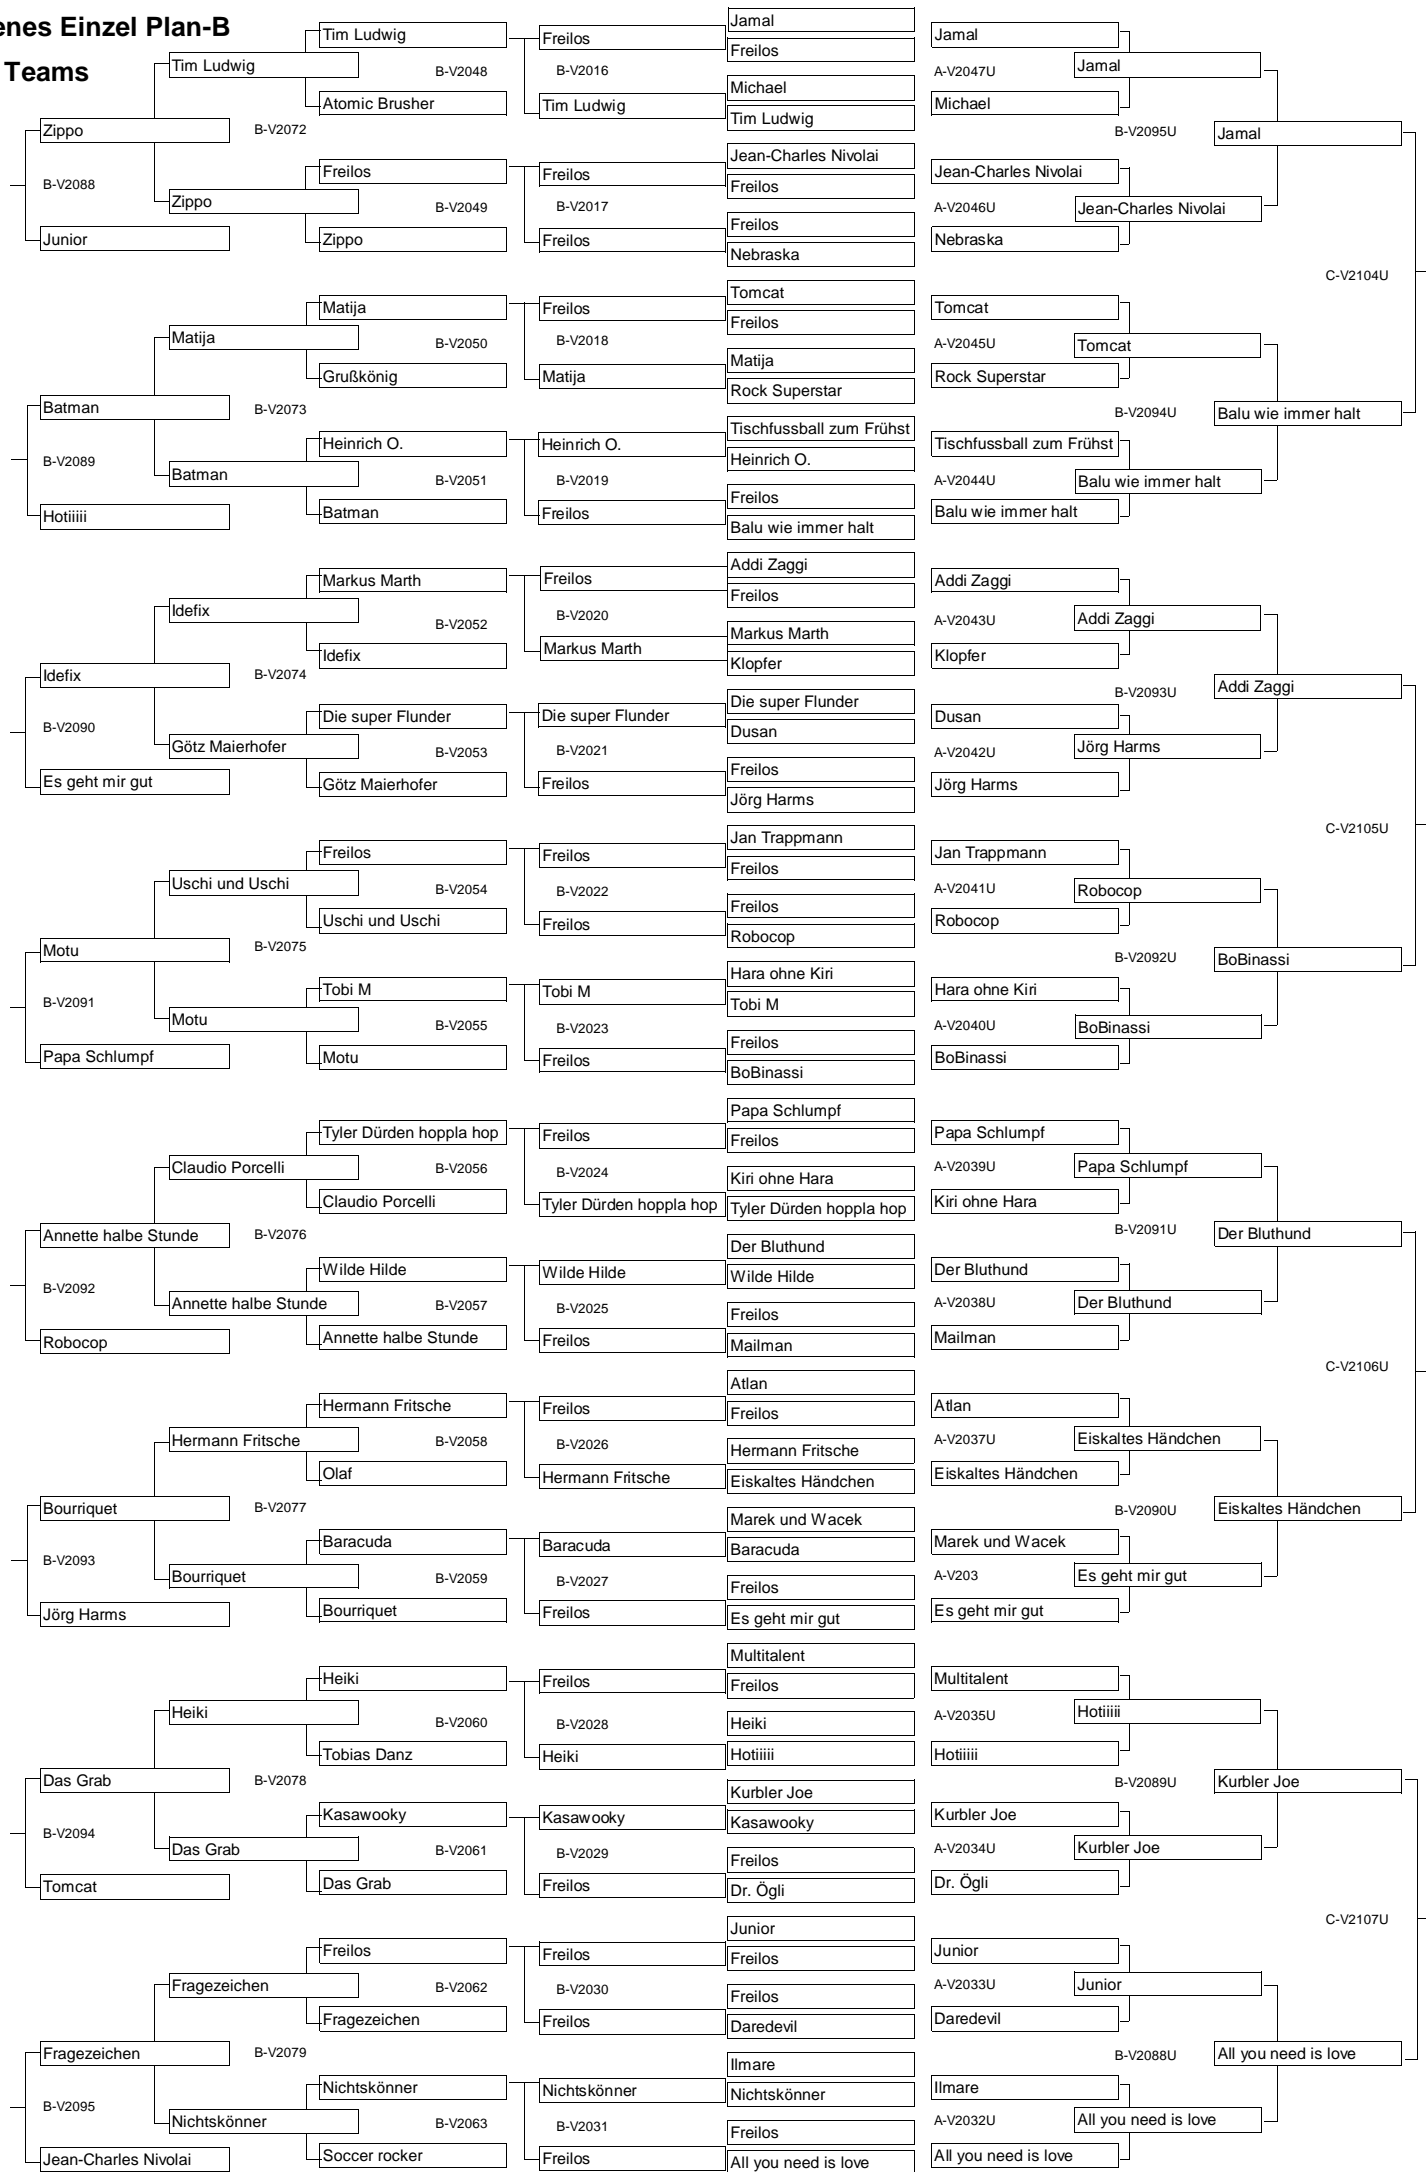 enes Einzel Plan-B
Teams
Zippo
B-V2088
Junior
Batman
B-V2089
Hotiiiii
Idefix
B-V2090
Es geht mir gut
Motu
B-V2091
Papa Schlumpf
Annette halbe Stunde
B-V2092
Robocop
Bourriquet
B-V2093
Jörg Harms
Das Grab
B-V2094
Tomcat
Fragezeichen
B-V2095
Jean-Charles Nivolai
Tim Ludwig
B-V2072
Zippo
Matija
B-V2073
Batman
Idefix
B-V2074
Götz Maierhofer
Uschi und Uschi
B-V2075
Motu
Claudio Porcelli
B-V2076
Annette halbe Stunde
Hermann Fritsche
B-V2077
Bourriquet
Heiki
B-V2078
Das Grab
Fragezeichen
B-V2079
Nichtskönner
Tim Ludwig
B-V2048
Atomic Brusher
Freilos
B-V2049
Zippo
Matija
B-V2050
Grußkönig
Heinrich O.
B-V2051
Batman
Markus Marth
B-V2052
Idefix
Die super Flunder
B-V2053
Götz Maierhofer
Freilos
B-V2054
Uschi und Uschi
Tobi M
B-V2055
Motu
Tyler Dürden hoppla hop
B-V2056
Claudio Porcelli
Wilde Hilde
B-V2057
Annette halbe Stunde
Hermann Fritsche
B-V2058
Olaf
Baracuda
B-V2059
Bourriquet
Heiki
B-V2060
Tobias Danz
Kasawooky
B-V2061
Das Grab
Freilos
B-V2062
Fragezeichen
Nichtskönner
B-V2063
Soccer rocker
Freilos
B-V2016
Tim Ludwig
Freilos
B-V2017
Freilos
Freilos
B-V2018
Matija
Heinrich O.
B-V2019
Freilos
Freilos
B-V2020
Markus Marth
Die super Flunder
B-V2021
Freilos
Freilos
B-V2022
Freilos
Tobi M
B-V2023
Freilos
Freilos
B-V2024
Tyler Dürden hoppla hop
Wilde Hilde
B-V2025
Freilos
Freilos
B-V2026
Hermann Fritsche
Baracuda
B-V2027
Freilos
Freilos
B-V2028
Heiki
Kasawooky
B-V2029
Freilos
Freilos
B-V2030
Freilos
Nichtskönner
B-V2031
Freilos
Jamal
Freilos
Michael
Tim Ludwig
Jean-Charles Nivolai
Freilos
Freilos
Nebraska
Tomcat
Freilos
Matija
Rock Superstar
Tischfussball zum Frühst
Heinrich O.
Freilos
Balu wie immer halt
Addi Zaggi
Freilos
Markus Marth
Klopfer
Die super Flunder
Dusan
Freilos
Jörg Harms
Jan Trappmann
Freilos
Freilos
Robocop
Hara ohne Kiri
Tobi M
Freilos
BoBinassi
Papa Schlumpf
Freilos
Kiri ohne Hara
Tyler Dürden hoppla hop
Der Bluthund
Wilde Hilde
Freilos
Mailman
Atlan
Freilos
Hermann Fritsche
Eiskaltes Händchen
Marek und Wacek
Baracuda
Freilos
Es geht mir gut
Multitalent
Freilos
Heiki
Hotiiiii
Kurbler Joe
Kasawooky
Freilos
Dr. Ögli
Junior
Freilos
Freilos
Daredevil
Ilmare
Nichtskönner
Freilos
All you need is love
Jamal
A-V2047U
Michael
Jean-Charles Nivolai
A-V2046U
Nebraska
Tomcat
A-V2045U
Rock Superstar
Tischfussball zum Frühst
A-V2044U
Balu wie immer halt
Addi Zaggi
A-V2043U
Klopfer
Dusan
A-V2042U
Jörg Harms
Jan Trappmann
A-V2041U
Robocop
Hara ohne Kiri
A-V2040U
BoBinassi
Papa Schlumpf
A-V2039U
Kiri ohne Hara
Der Bluthund
A-V2038U
Mailman
Atlan
A-V2037U
Eiskaltes Händchen
Marek und Wacek
A-V203
Es geht mir gut
Multitalent
A-V2035U
Hotiiiii
Kurbler Joe
A-V2034U
Dr. Ögli
Junior
A-V2033U
Daredevil
Ilmare
A-V2032U
All you need is love
Jamal
B-V2095U
Jean-Charles Nivolai
Tomcat
B-V2094U
Balu wie immer halt
Addi Zaggi
B-V2093U
Jörg Harms
Robocop
B-V2092U
BoBinassi
Papa Schlumpf
B-V2091U
Der Bluthund
Eiskaltes Händchen
B-V2090U
Es geht mir gut
Hotiiiii
B-V2089U
Kurbler Joe
Junior
B-V2088U
All you need is love
Jamal
C-V2104U
Balu wie immer halt
Addi Zaggi
C-V2105U
BoBinassi
Der Bluthund
C-V2106U
Eiskaltes Händchen
Kurbler Joe
C-V2107U
All you need is love